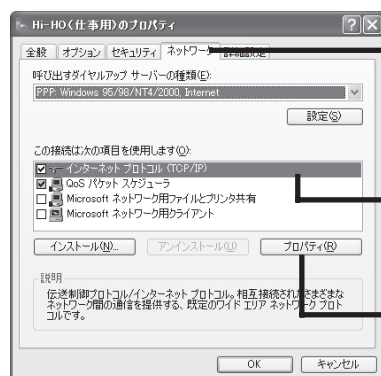 Hi-HO(仕事用)のプロパティ
全般 オプション セキュリティ ネットワーク 詳細設定
呼び出すダイヤルアップ サーバーの種類(E):
PPP: Windows 95/98/NT4/2000, Internet
設定(S)
この接続は次の項目を使用します(O):
インターネット プロトコル (TCP/IP)
QoS パケット スケジューラ
Microsoft ネットワーク用ファイルとプリンタ共有
Microsoft ネットワーク用クライアント
インストール(N)... アンインストール(U) プロパティ(R)
説明
伝送制御プロトコル/インターネット プロトコル。相互接続されたさまざまな
ネットワーク間の通信を提供する、既定のワイド エリア ネットワーク プロト
コルです。
OK キャンセル